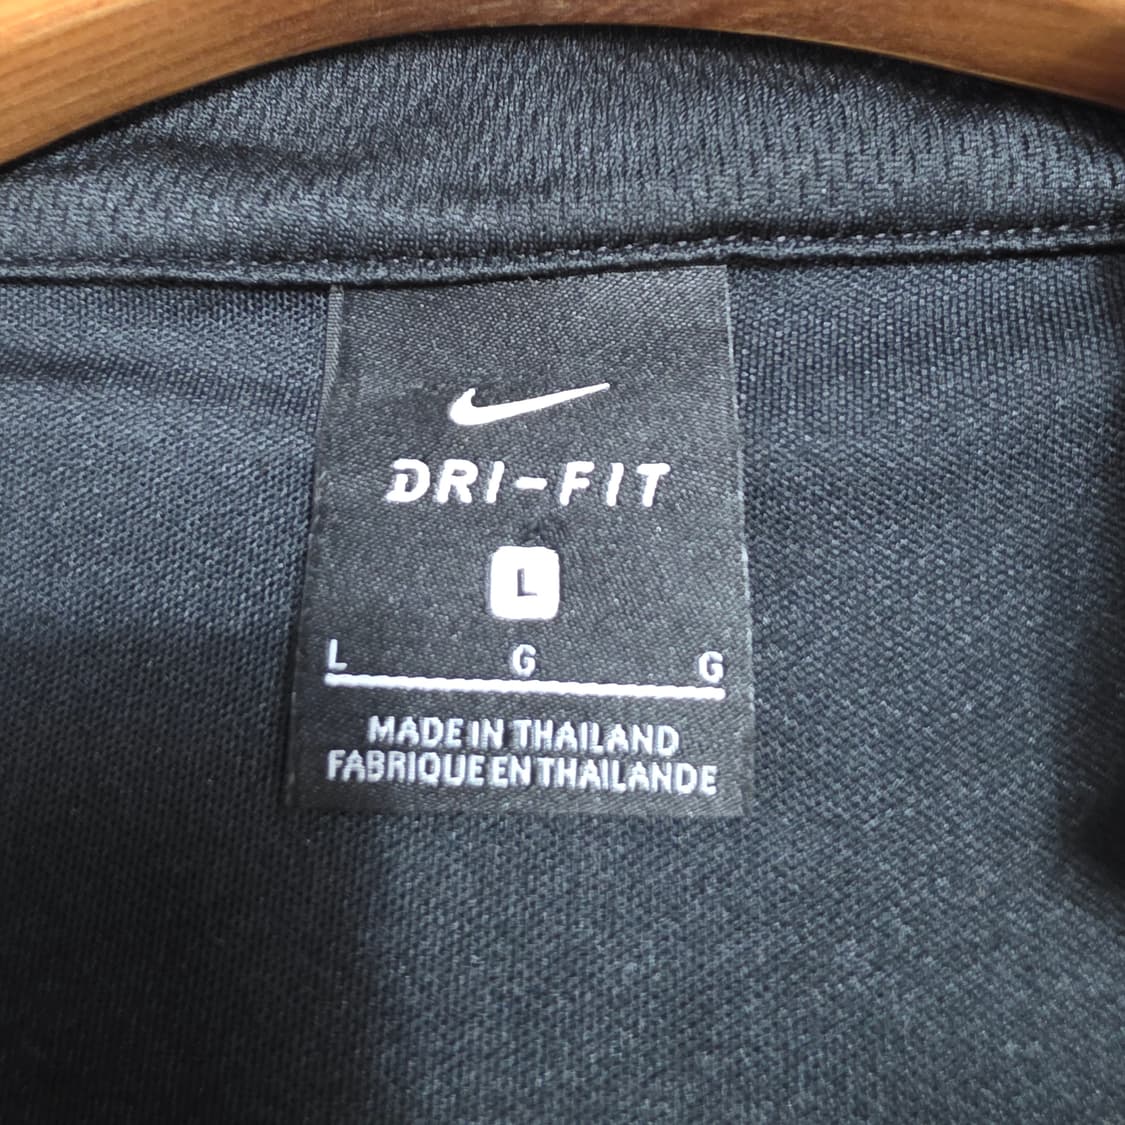 DRI-FIT
L
L G G
MADE IN THAILAND
FABRIQUE EN THAILANDE